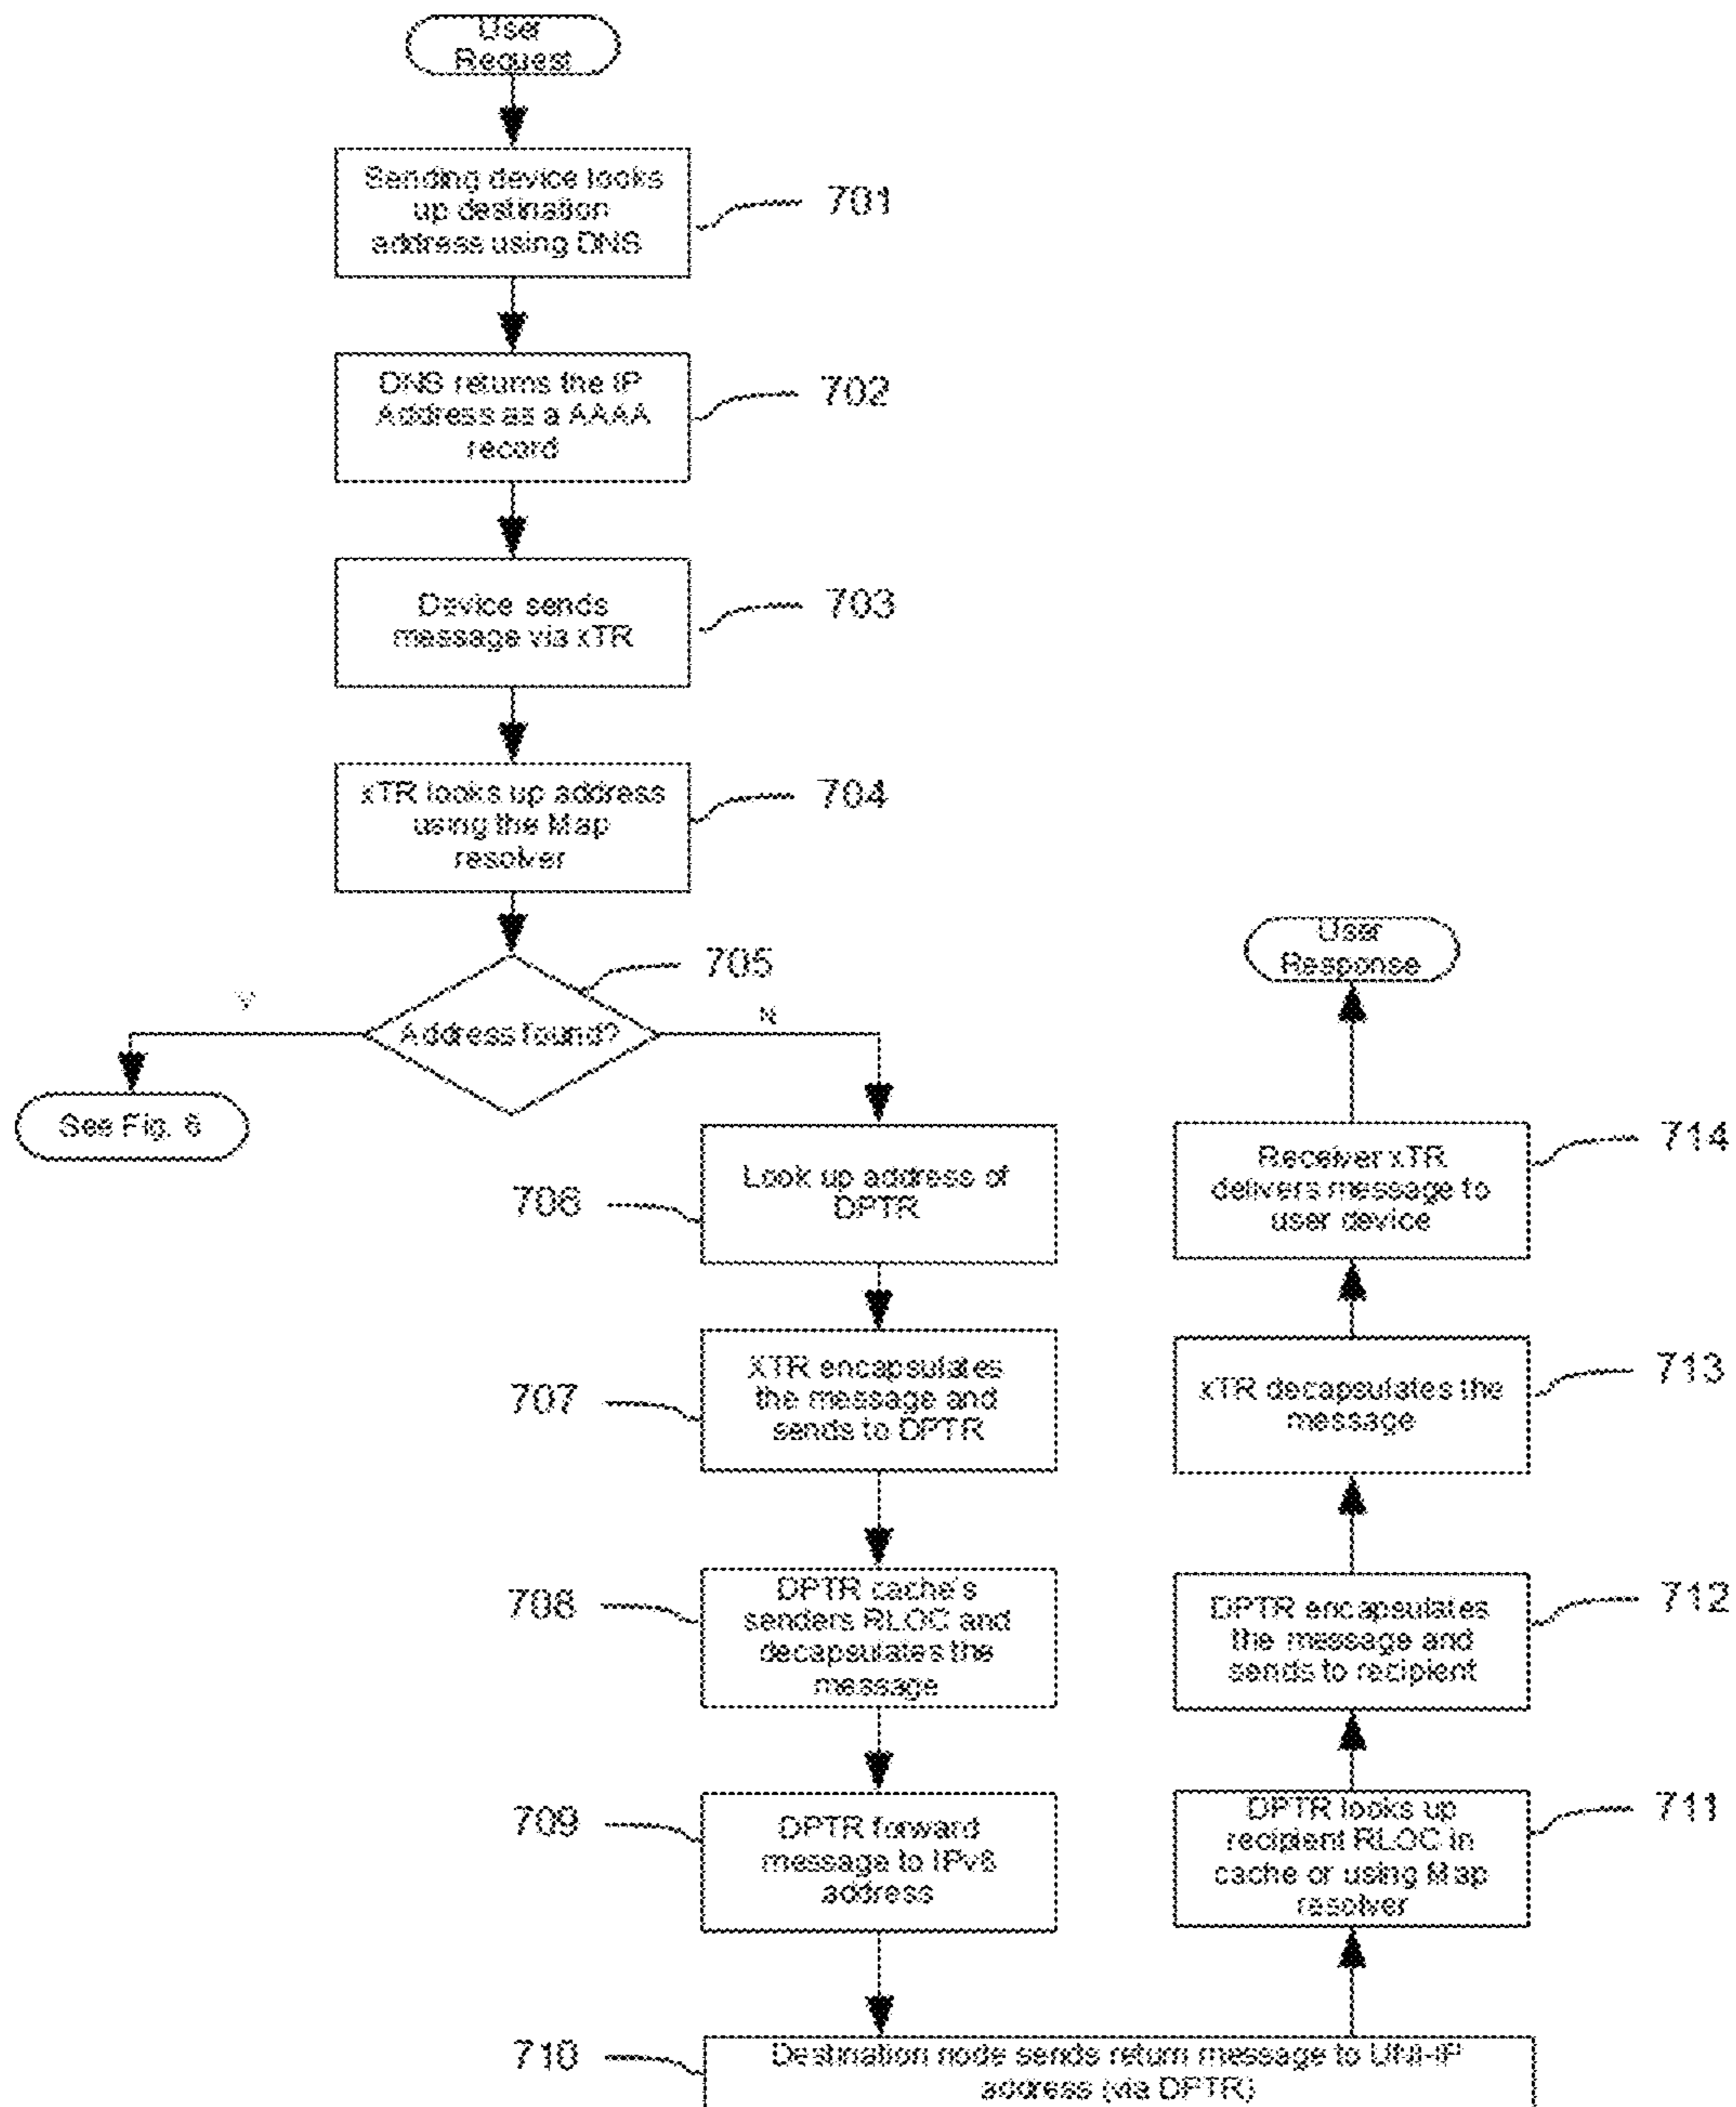 User
Request
Sending device looks
up destination
address using DNS
701
DNS returns the IP
Address as a AAAA
record
702
Device sends
message via xTR
703
xTR looks up address
using the Map
resolver
704
705
Address found?
Y
N
See Fig. 6
Look up address of
DPTR
706
XTR encapsulates
the message and
sends to DPTR
707
DPTR cache's
senders RLOC and
decapsulates the
message
708
DPTR forward
message to IPv6
address
709
Destination node sends return message to UNI-IP
address (via DPTR)
710
DPTR looks up
recipient RLOC in
cache or using Map
resolver
711
DPTR encapsulates
the message and
sends to recipient
712
xTR decapsulates the
message
713
Receiver xTR
delivers message to
user device
714
User
Response